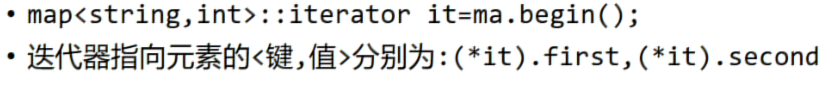 • map<string,int>::iterator it=ma.begin();
• 迭代器指向元素的<键,值>分别为:(*it).first,(*it).second